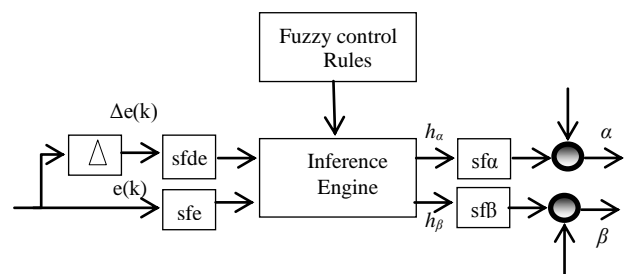 Fuzzy control
Rules
Δe(k)
Δ
sfde
e(k)
sfe
Inference
Engine
hα
sfα
α
hβ
sfβ
β